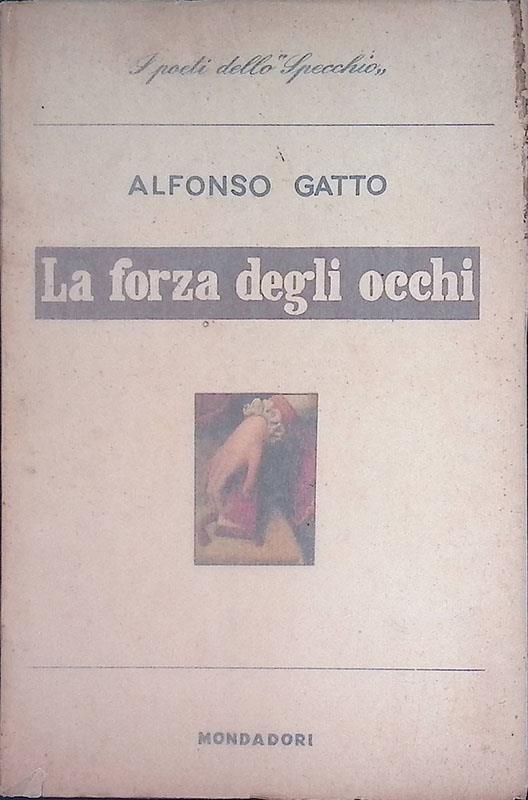 I poeti dello "Specchio„
ALFONSO GATTO
La forza degli occhi
MONDADORI